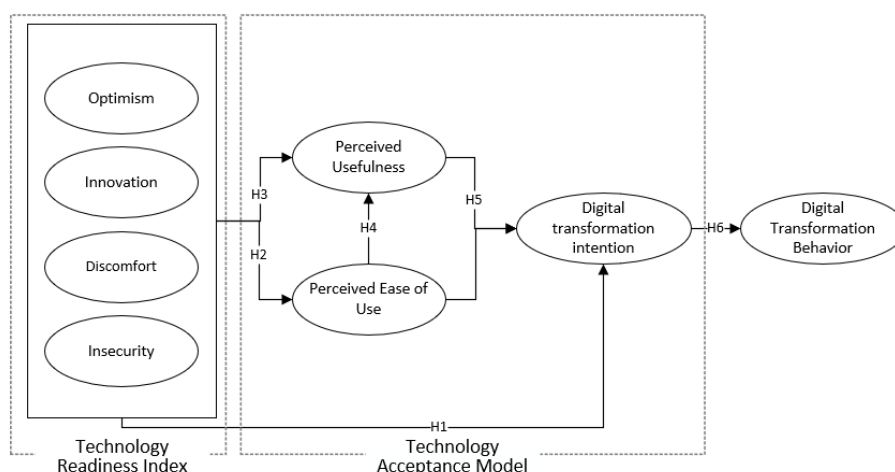 Optimism
Innovation
Discomfort
Insecurity
H3
H2
Perceived
Usefulness
H4
Perceived Ease of
Use
H5
Digital
transformation
intention
H6
Digital
Transformation
Behavior
H1
Technology
Readiness Index
Technology
Acceptance Model